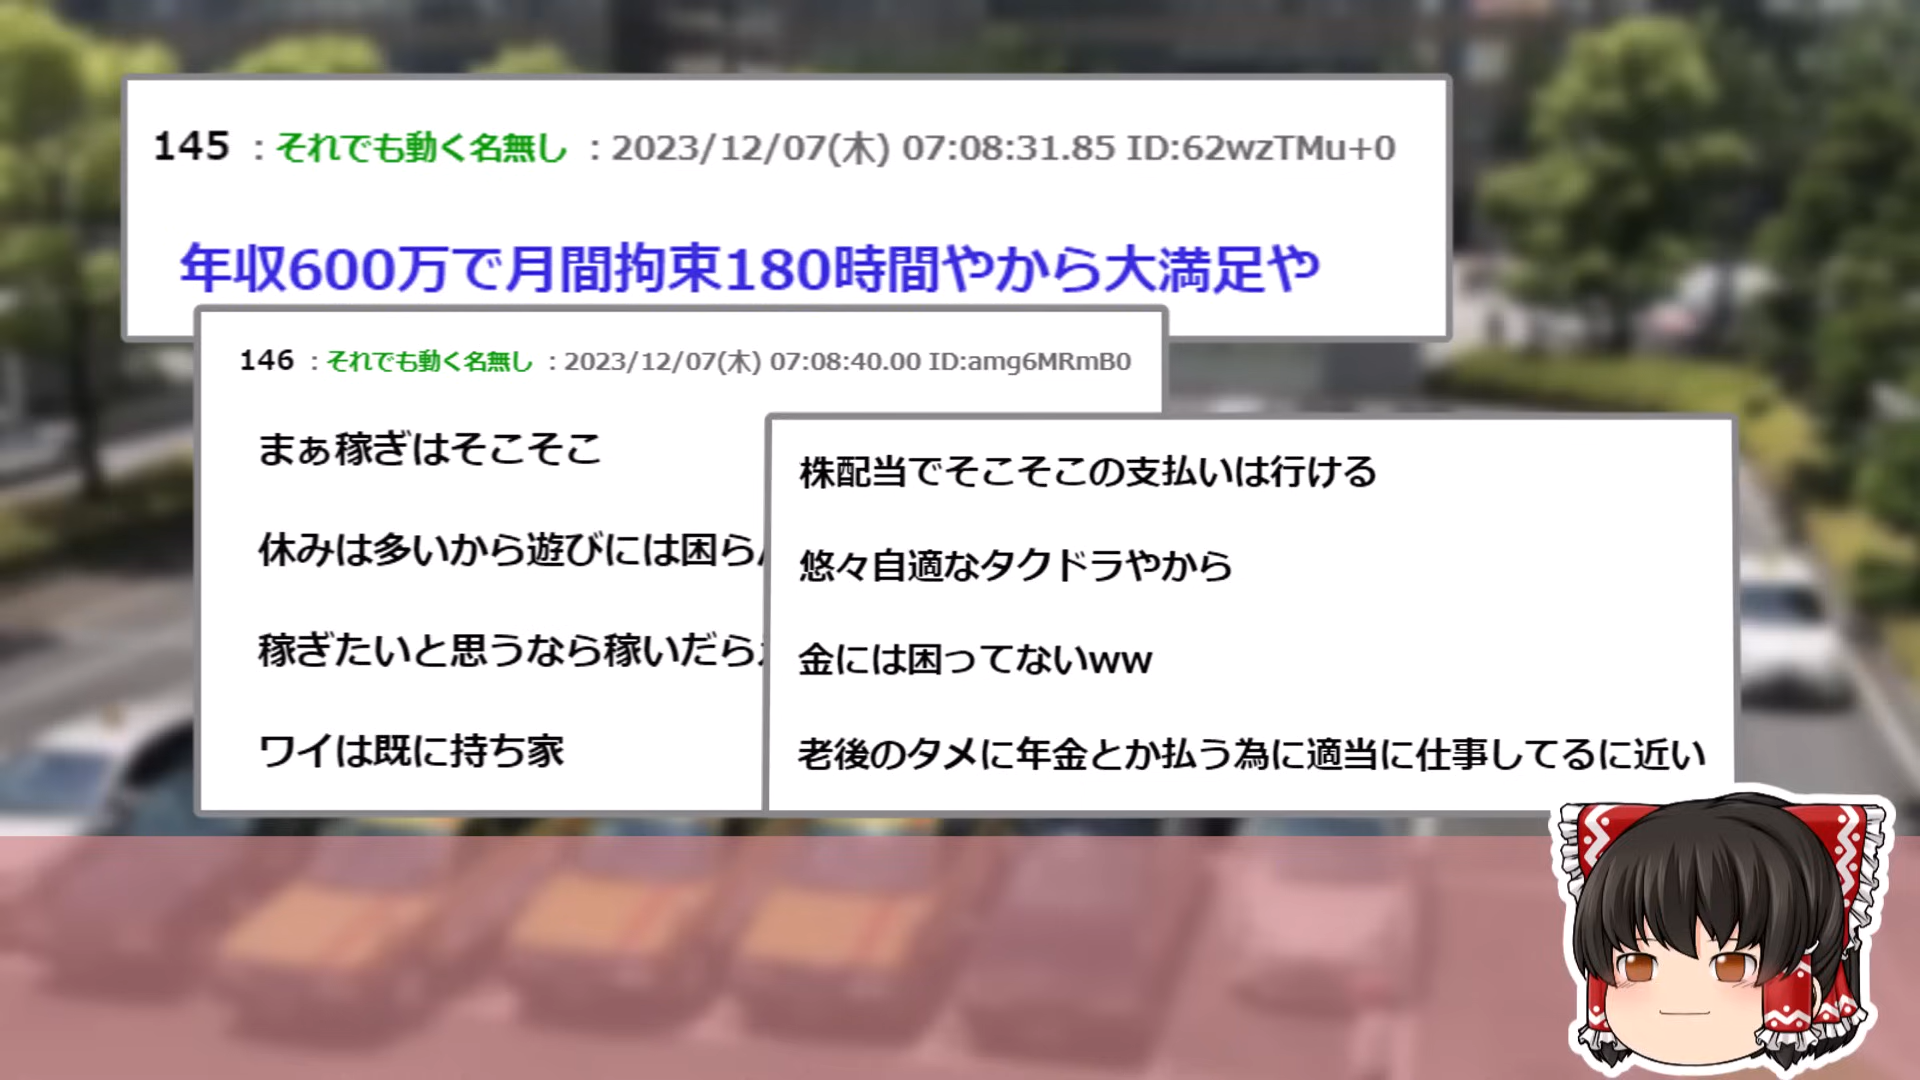 145 ：それでも動く名無し ：2023/12/07(木) 07:08:31.85 ID:62wzTMu+0
年収600万で月間拘束180時間やから大満足や
146 ：それでも動く名無し ：2023/12/07(木) 07:08:40.00 ID:amg6MRmB0
まぁ稼ぎはそこそこ
休みは多いから遊びには困ら
稼ぎたいと思うなら稼いだら
ワイは既に持ち家
株配当でそこそこの支払いは行ける
悠々自適なタクドラやから
金には困ってないww
老後のタメに年金とか払う為に適当に仕事してるに近い